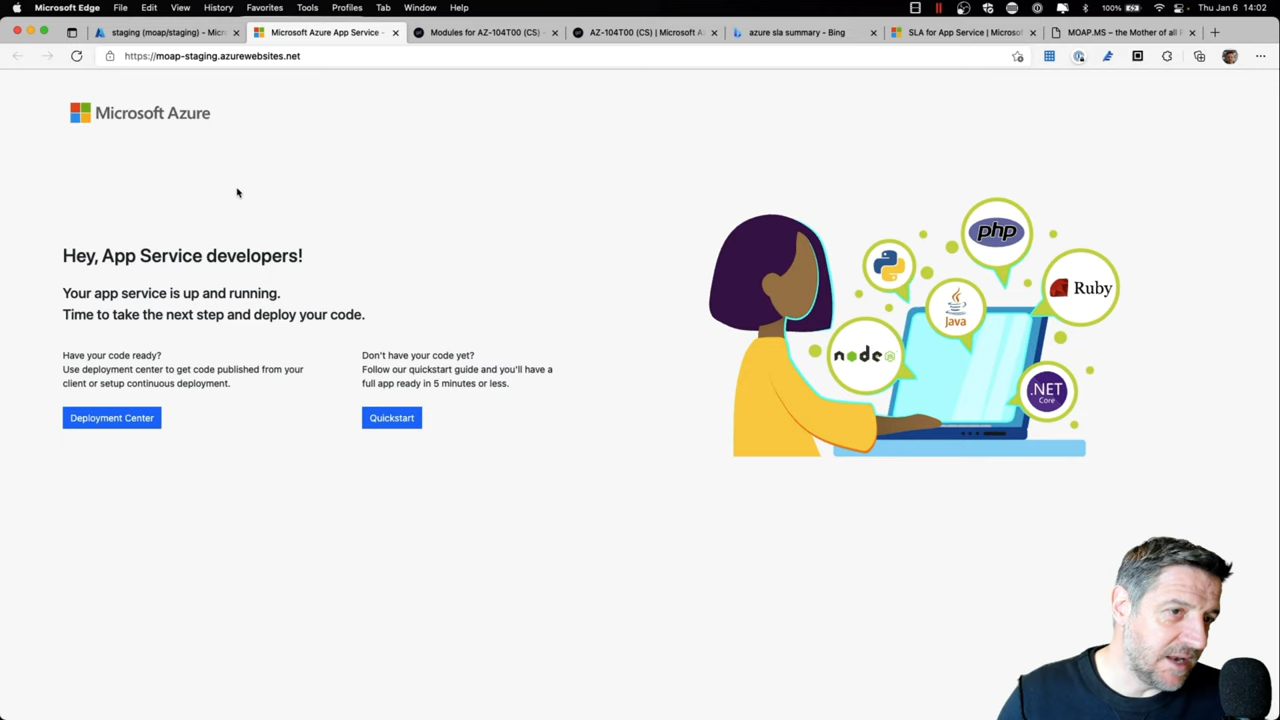 Microsoft Edge File Edit View History Favorites Tools Profiles Tab Window Help 100% Thu Jan 6 14:02
staging (moap/staging) - Micr
Microsoft Azure App Service -
Modules for AZ-104T00 (CS) -
AZ-104T00 (CS) | Microsoft A
azure sla summary - Bing
SLA for App Service | Microsof
MOAP.MS – the Mother of all
https://moap-staging.azurewebsites.net
Microsoft Azure
Hey, App Service developers!
Your app service is up and running.
Time to take the next step and deploy your code.
Have your code ready?
Use deployment center to get code published from your
client or setup continuous deployment.
Deployment Center
Don't have your code yet?
Follow our quickstart guide and you'll have a
full app ready in 5 minutes or less.
Quickstart
php
Ruby
Java
node
.NET
Core